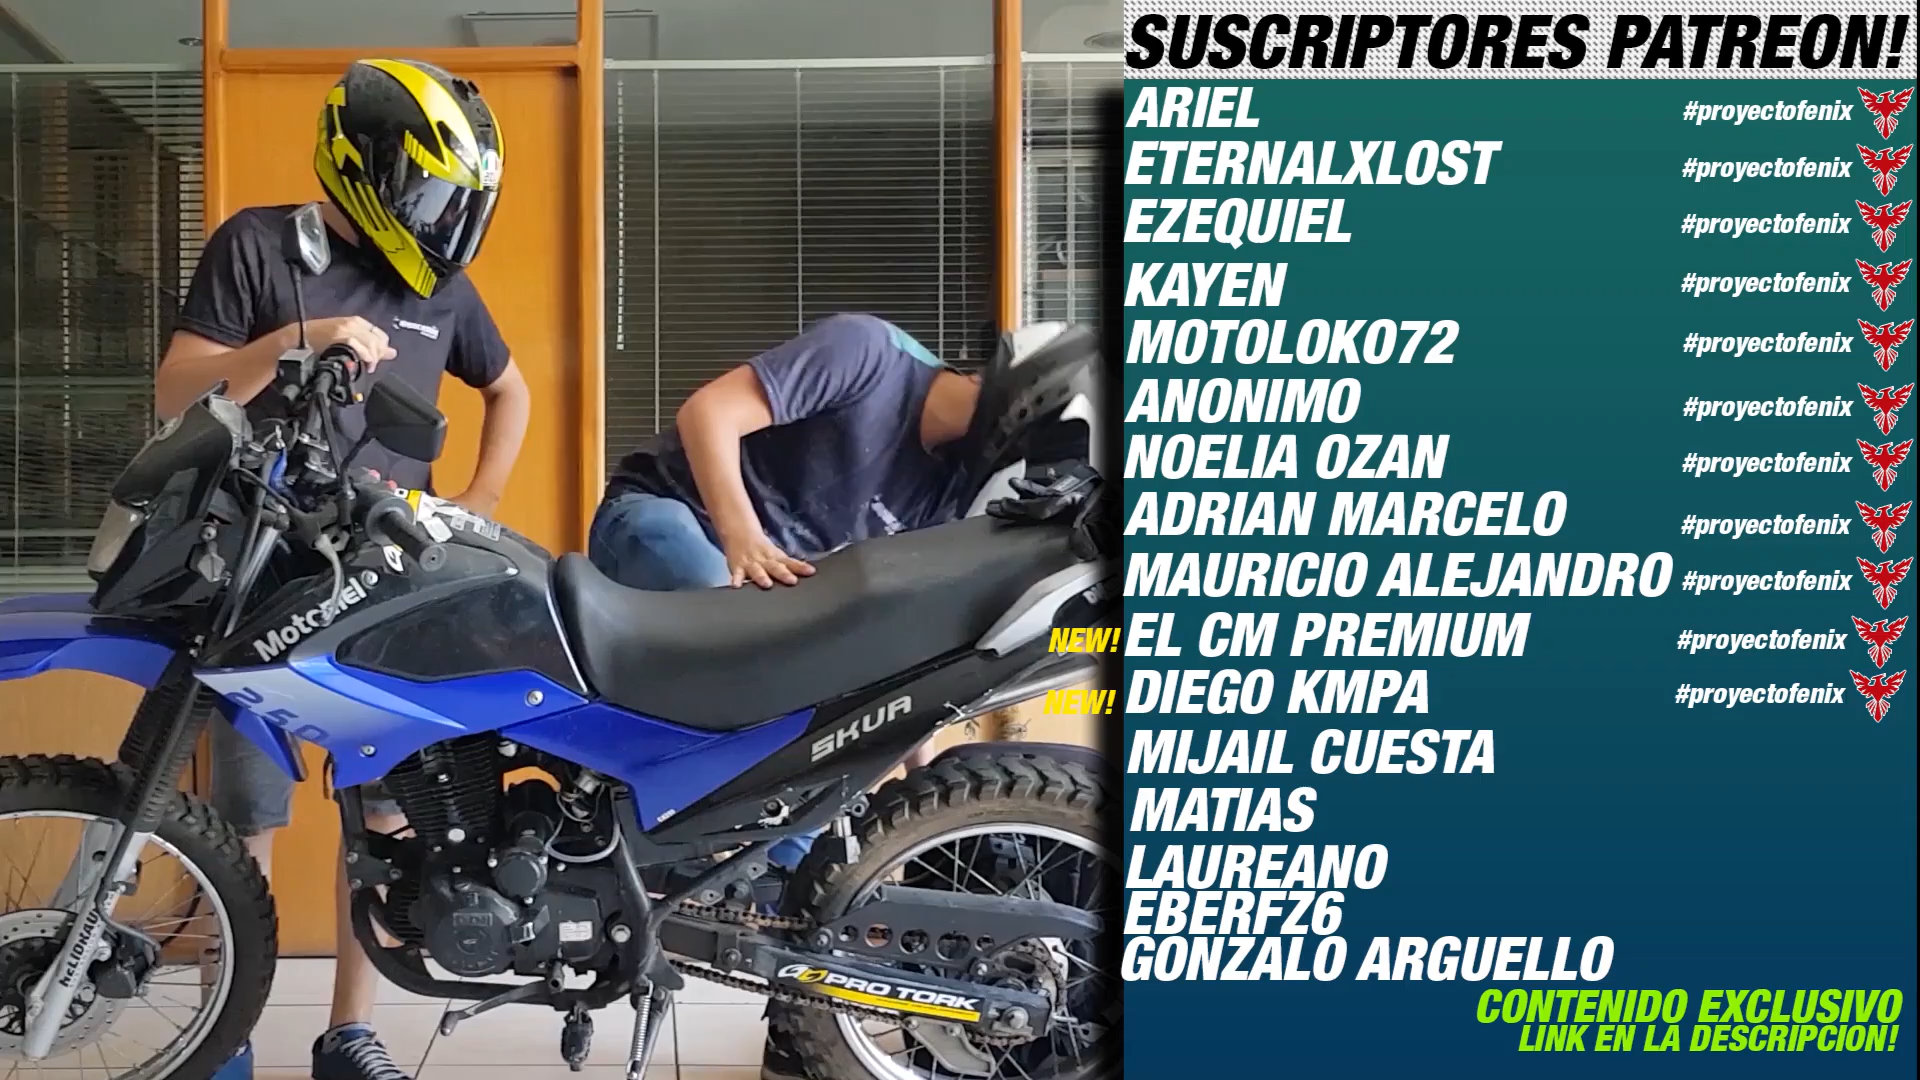 SUSCRIPTORES PATREON!
ARIEL #proyectofenix
ETERNALXLOST #proyectofenix
EZEQUIEL #proyectofenix
KAYEN #proyectofenix
MOTOLOKO72 #proyectofenix
ANONIMO #proyectofenix
NOELIA OZAN #proyectofenix
ADRIAN MARCELO #proyectofenix
MAURICIO ALEJANDRO #proyectofenix
NEW! EL CM PREMIUM #proyectofenix
NEW! DIEGO KMPA #proyectofenix
MIJAIL CUESTA
MATIAS
LAUREANO
EBERFZ6
GONZALO ARGUELLO
CONTENIDO EXCLUSIVO
LINK EN LA DESCRIPCION!
Motomel
250
SKUA
PRO TORK